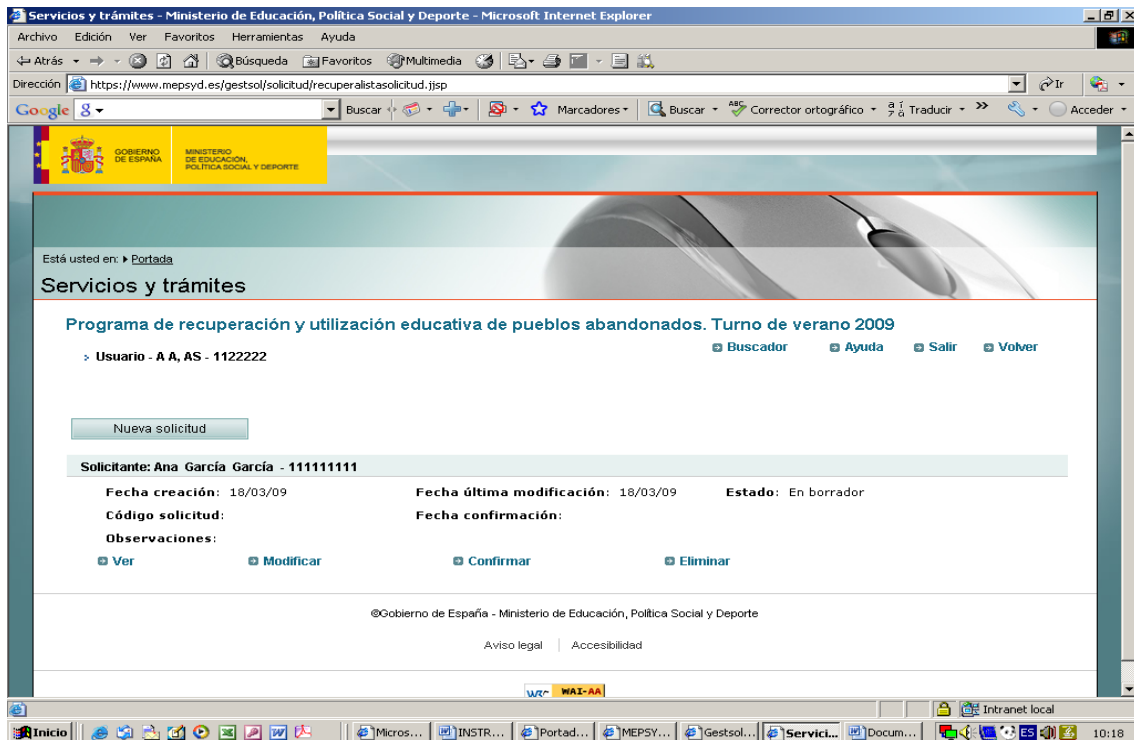 Servicios y trámites - Ministerio de Educación, Política Social y Deporte - Microsoft Internet Explorer
Archivo Edición Ver Favoritos Herramientas Ayuda
Atrás Búsqueda Favoritos Multimedia
Dirección https://www.mepsyd.es/gestsol/solicitud/recuperalistasolicitud.jjsp Ir
Google Buscar Marcadores Buscar Corrector ortográfico Traducir Acceder
GOBIERNO DE ESPAÑA
MINISTERIO DE EDUCACIÓN, POLÍTICA SOCIAL Y DEPORTE
Está usted en: Portada
Servicios y trámites
Programa de recuperación y utilización educativa de pueblos abandonados. Turno de verano 2009
Buscador Ayuda Salir Volver
Usuario - A A, AS - 1122222
Nueva solicitud
Solicitante: Ana García García - 111111111
Fecha creación: 18/03/09 Fecha última modificación: 18/03/09 Estado: En borrador
Código solicitud: Fecha confirmación:
Observaciones:
Ver Modificar Confirmar Eliminar
©Gobierno de España - Ministerio de Educación, Política Social y Deporte
Aviso legal | Accesibilidad
WAI-AA
Intranet local
Inicio Micros... INSTR... Portad... MEPSY... Gestsol... Servici... Docum... ES 10:18